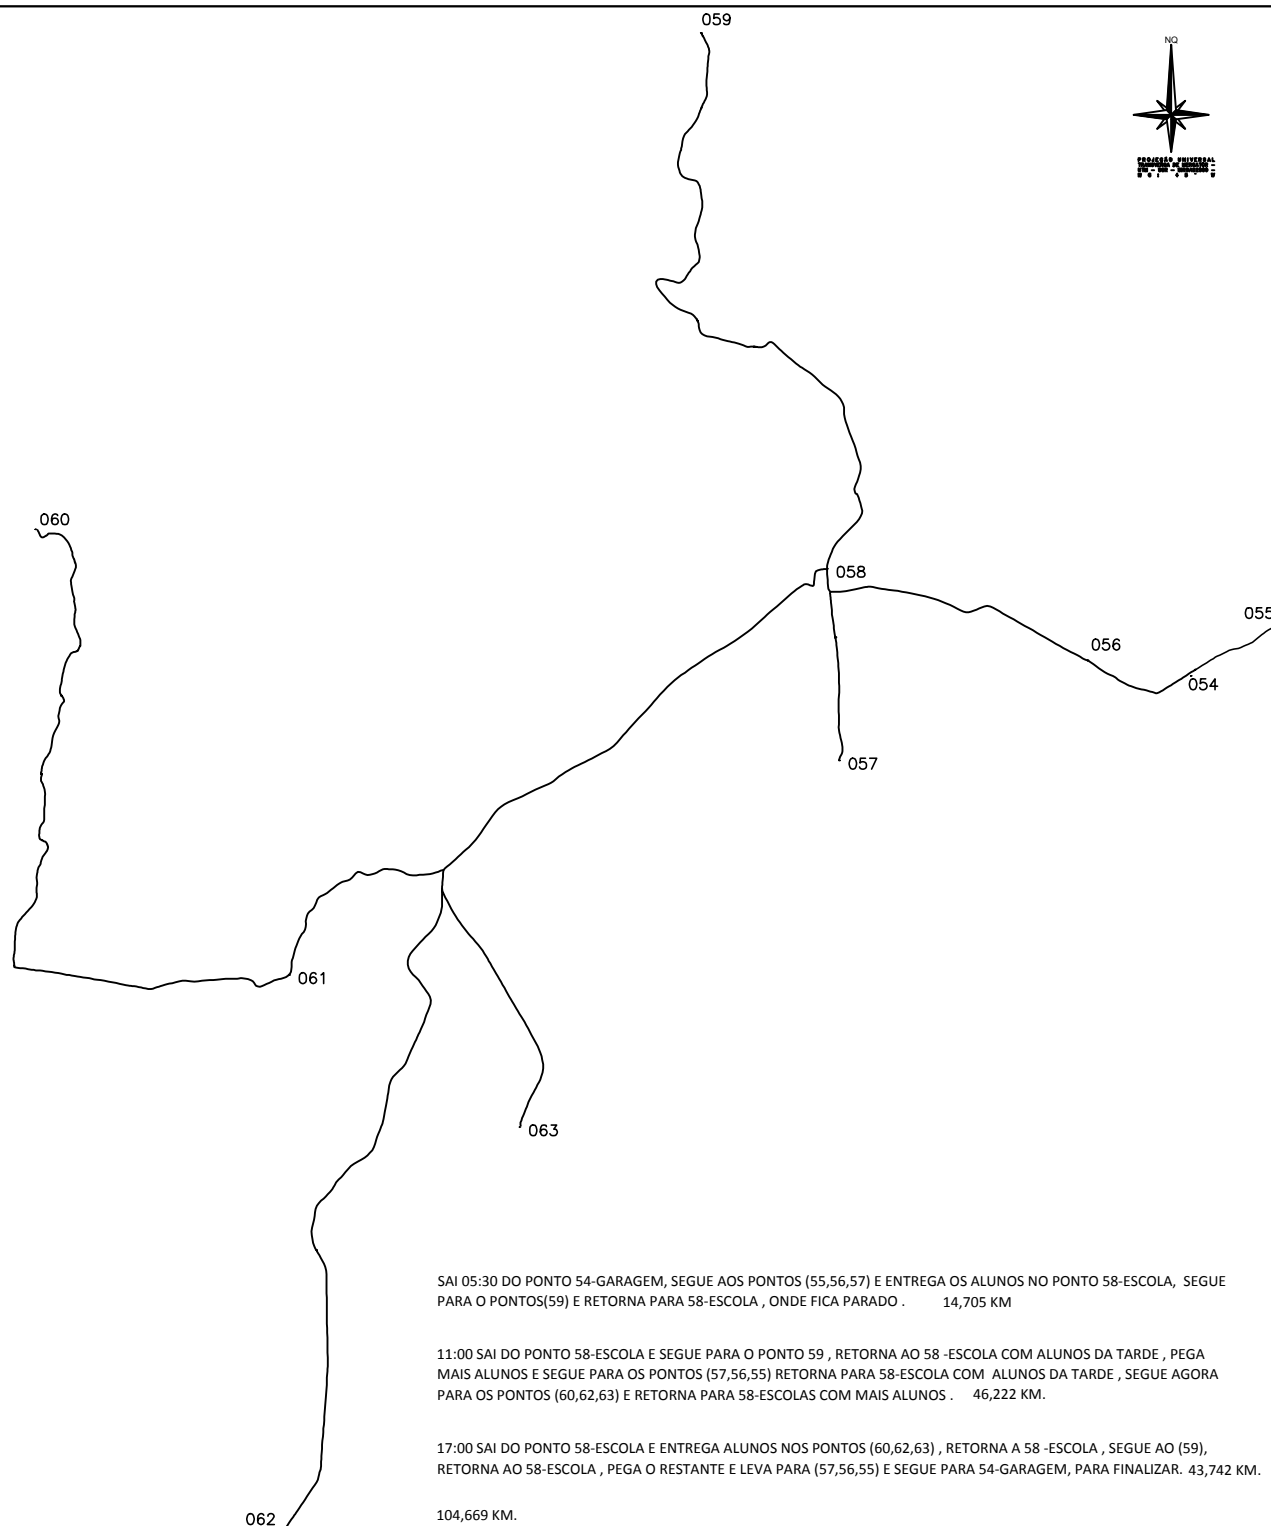 059
NQ
PROJEÇÃO UNIVERSAL
060
058
055
056
054
057
061
063
SAI 05:30 DO PONTO 54-GARAGEM, SEGUE AOS PONTOS (55,56,57) E ENTREGA OS ALUNOS NO PONTO 58-ESCOLA, SEGUE
PARA O PONTOS(59) E RETORNA PARA 58-ESCOLA , ONDE FICA PARADO . 14,705 KM
11:00 SAI DO PONTO 58-ESCOLA E SEGUE PARA O PONTO 59 , RETORNA AO 58 -ESCOLA COM ALUNOS DA TARDE , PEGA
MAIS ALUNOS E SEGUE PARA OS PONTOS (57,56,55) RETORNA PARA 58-ESCOLA COM ALUNOS DA TARDE , SEGUE AGORA
PARA OS PONTOS (60,62,63) E RETORNA PARA 58-ESCOLAS COM MAIS ALUNOS . 46,222 KM.
17:00 SAI DO PONTO 58-ESCOLA E ENTREGA ALUNOS NOS PONTOS (60,62,63) , RETORNA A 58 -ESCOLA , SEGUE AO (59),
RETORNA AO 58-ESCOLA , PEGA O RESTANTE E LEVA PARA (57,56,55) E SEGUE PARA 54-GARAGEM, PARA FINALIZAR. 43,742 KM.
104,669 KM.
062